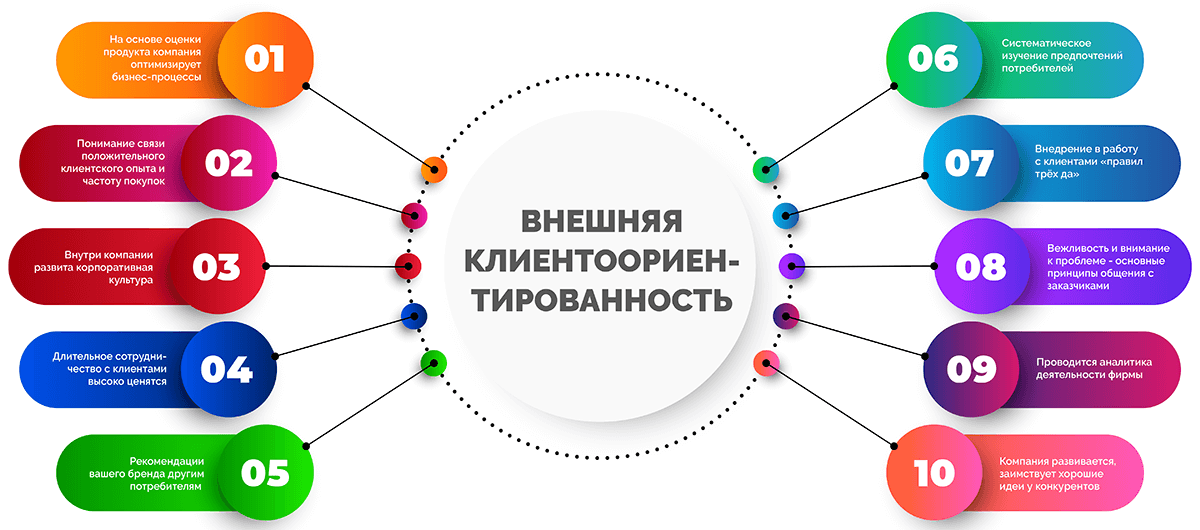 На основе оценки
продукта компания
оптимизирует
бизнес-процессы
01
Понимание связи
положительного
клиентского опыта и
частоту покупок
02
Внутри компании
развита корпоративная
культура
03
Длительное сотрудни-
чество с клиентами
высоко ценятся
04
Рекомендации
вашего бренда другим
потребителям
05
ВНЕШНЯЯ
КЛИЕНТООРИЕН-
ТИРОВАННОСТЬ
06
Систематическое
изучение предпочтений
потребителей
07
Внедрение в работу
с клиентами «правил
трёх да»
08
Вежливость и внимание
к проблеме - основные
принципы общения с
заказчиками
09
Проводится аналитика
деятельности фирмы
10
Компания развивается,
заимствует хорошие
идеи у конкурентов